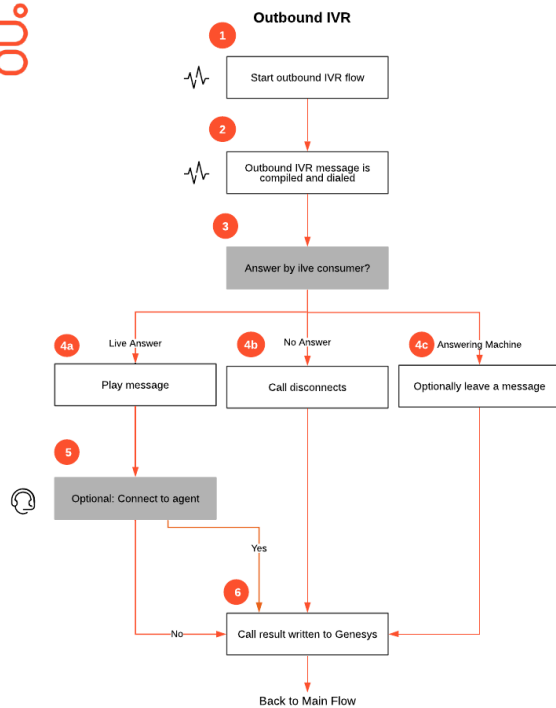 Outbound IVR
1
Start outbound IVR flow
2
Outbound IVR message is
compiled and dialed
3
Answer by ilve consumer?
4a
Live Answer
4b
No Answer
4c
Answering Machine
Play message
Call disconnects
Optionally leave a message
5
Optional: Connect to agent
Yes
6
No
Call result written to Genesys
Back to Main Flow